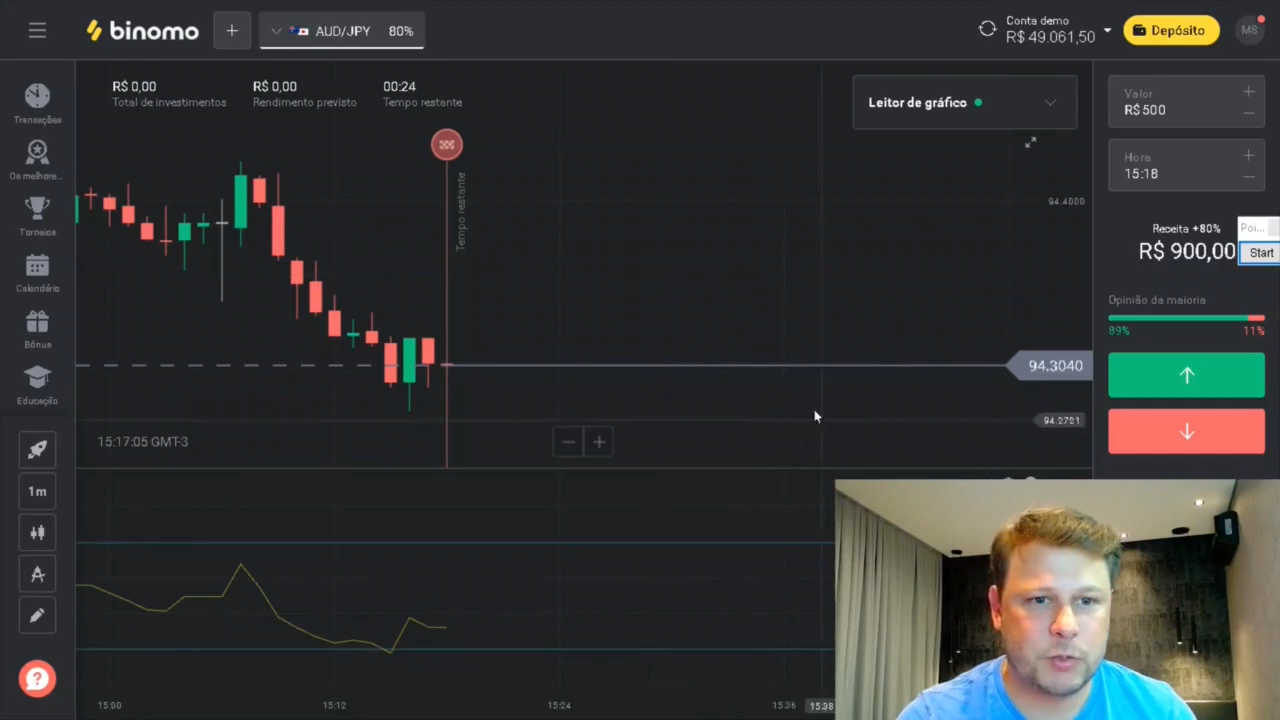 binomo
+
AUD/JPY 80%
Conta demo
R$ 49.061,50
Depósito
MS
Transações
Os melhore...
Torneios
Calendário
Bônus
Educação
1m
R$ 0,00
Total de investimentos
R$ 0,00
Rendimento previsto
00:24
Tempo restante
Tempo restante
Leitor de gráfico
94.4000
94.3040
94.2721
15:17:05 GMT-3
− +
15:00
15:12
15:24
15:36
15:38
Valor
R$500
Hora
15:18
Receita +80%
R$ 900,00
Poi...
Start
Opinião da maioria
89% 11%